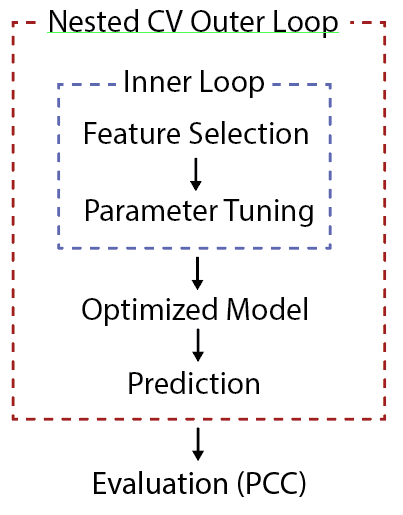 Nested CV Outer Loop
Inner Loop
Feature Selection
Parameter Tuning
Optimized Model
Prediction
Evaluation (PCC)